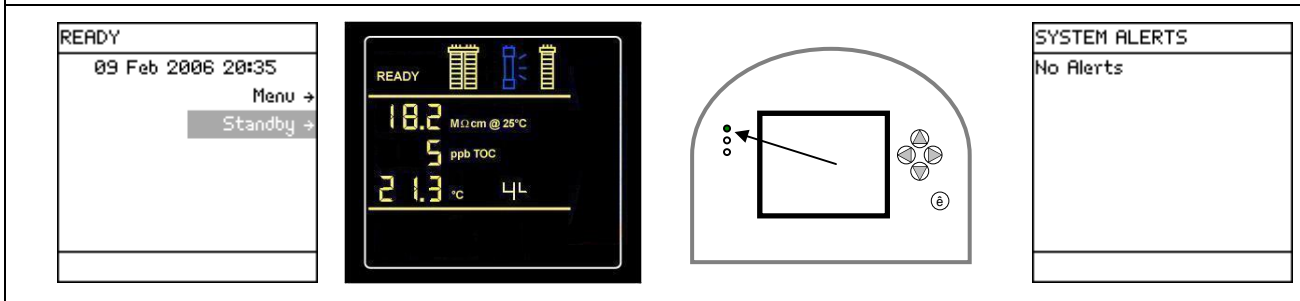 READY
09 Feb 2006 20:35
Menu →
Standby →
READY
18.2 MΩcm @ 25°C
5 ppb TOC
21.3 °C 4L
ê
SYSTEM ALERTS
No Alerts